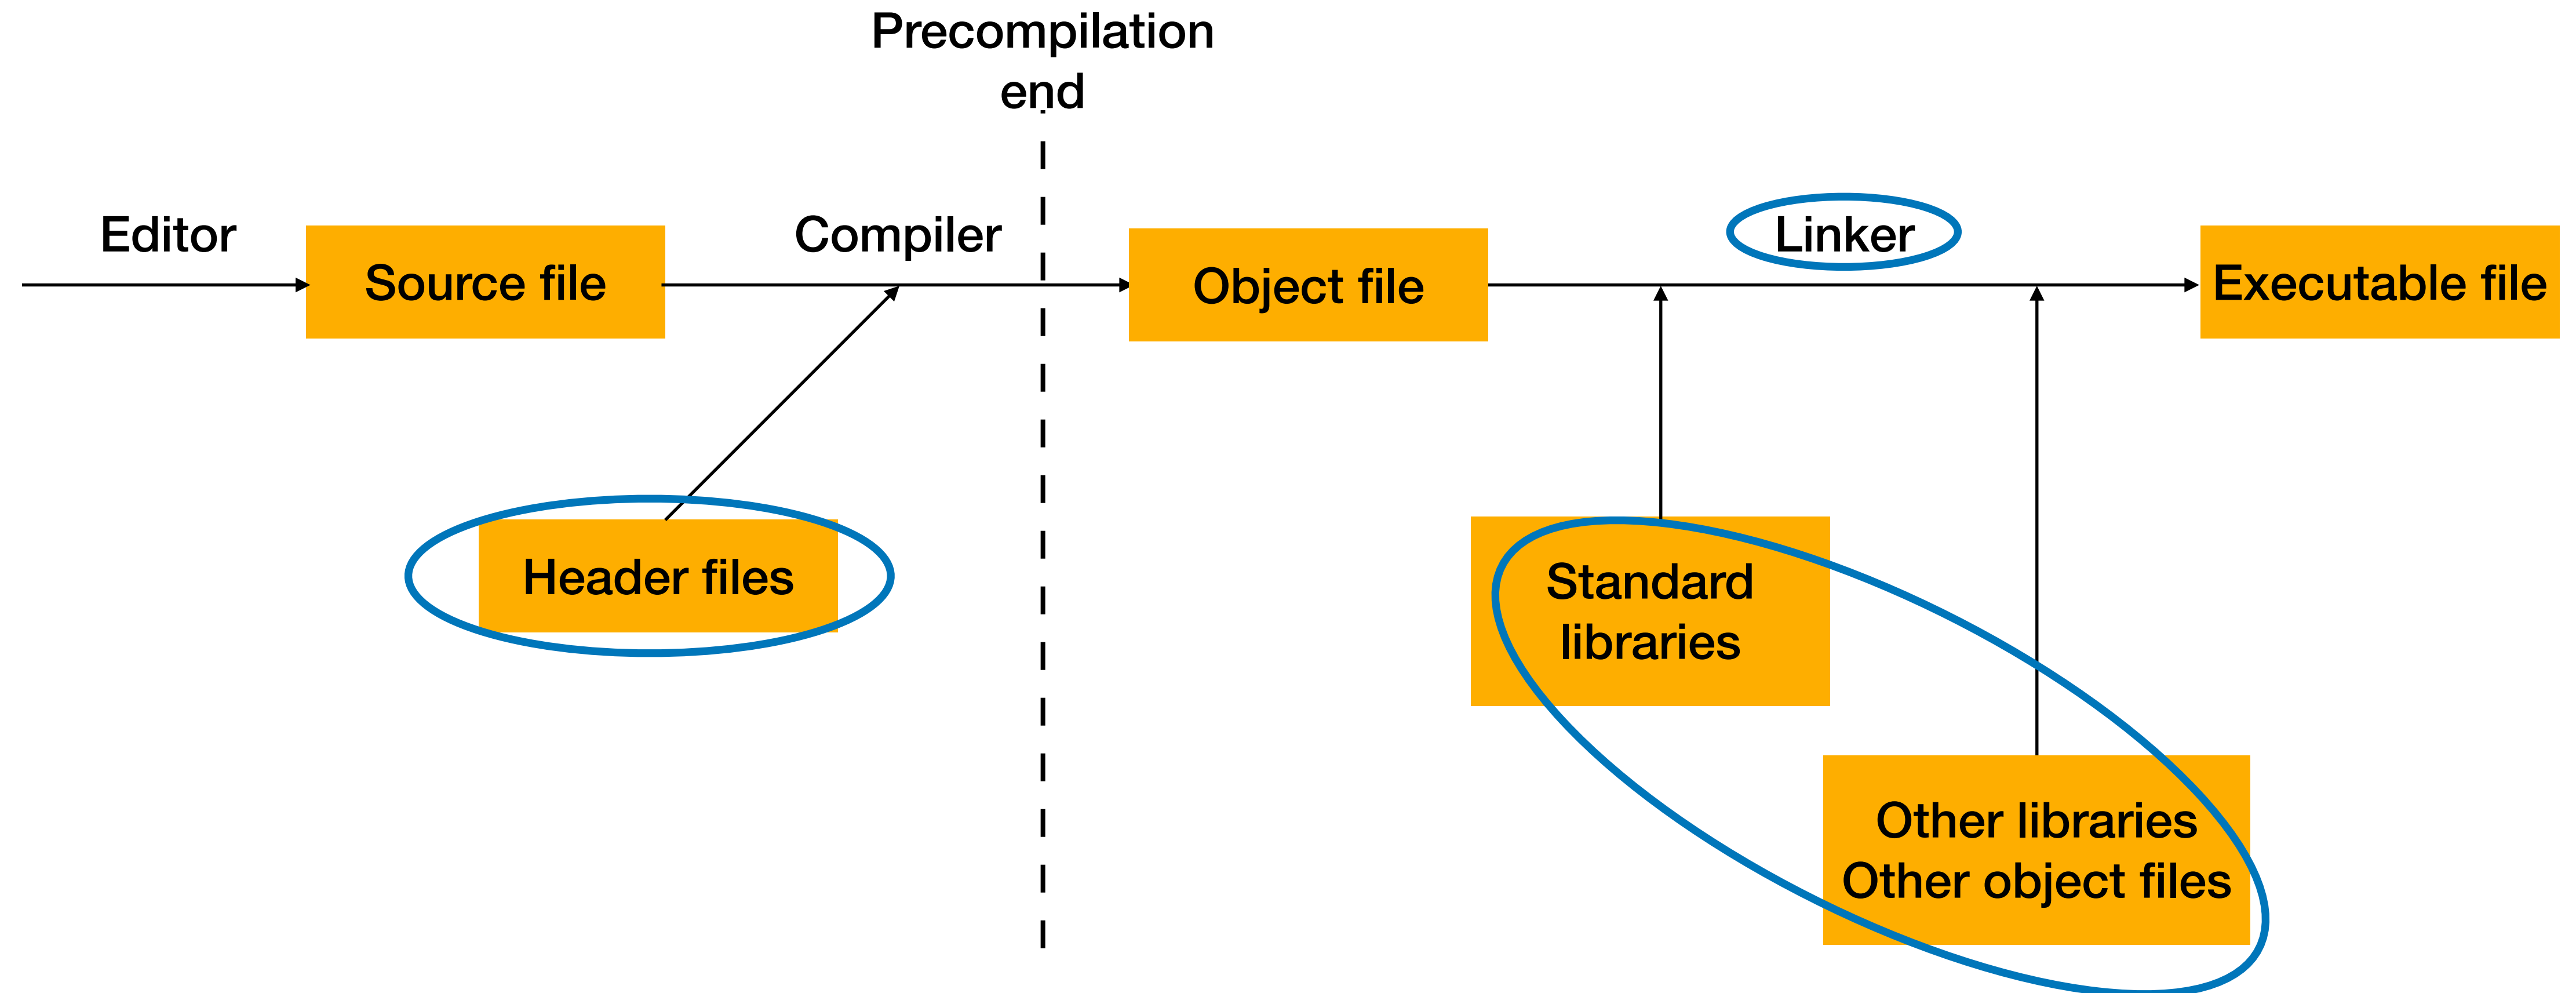 Precompilation
end
Editor
Source file
Compiler
Object file
Linker
Executable file
Header files
Standard
libraries
Other libraries
Other object files